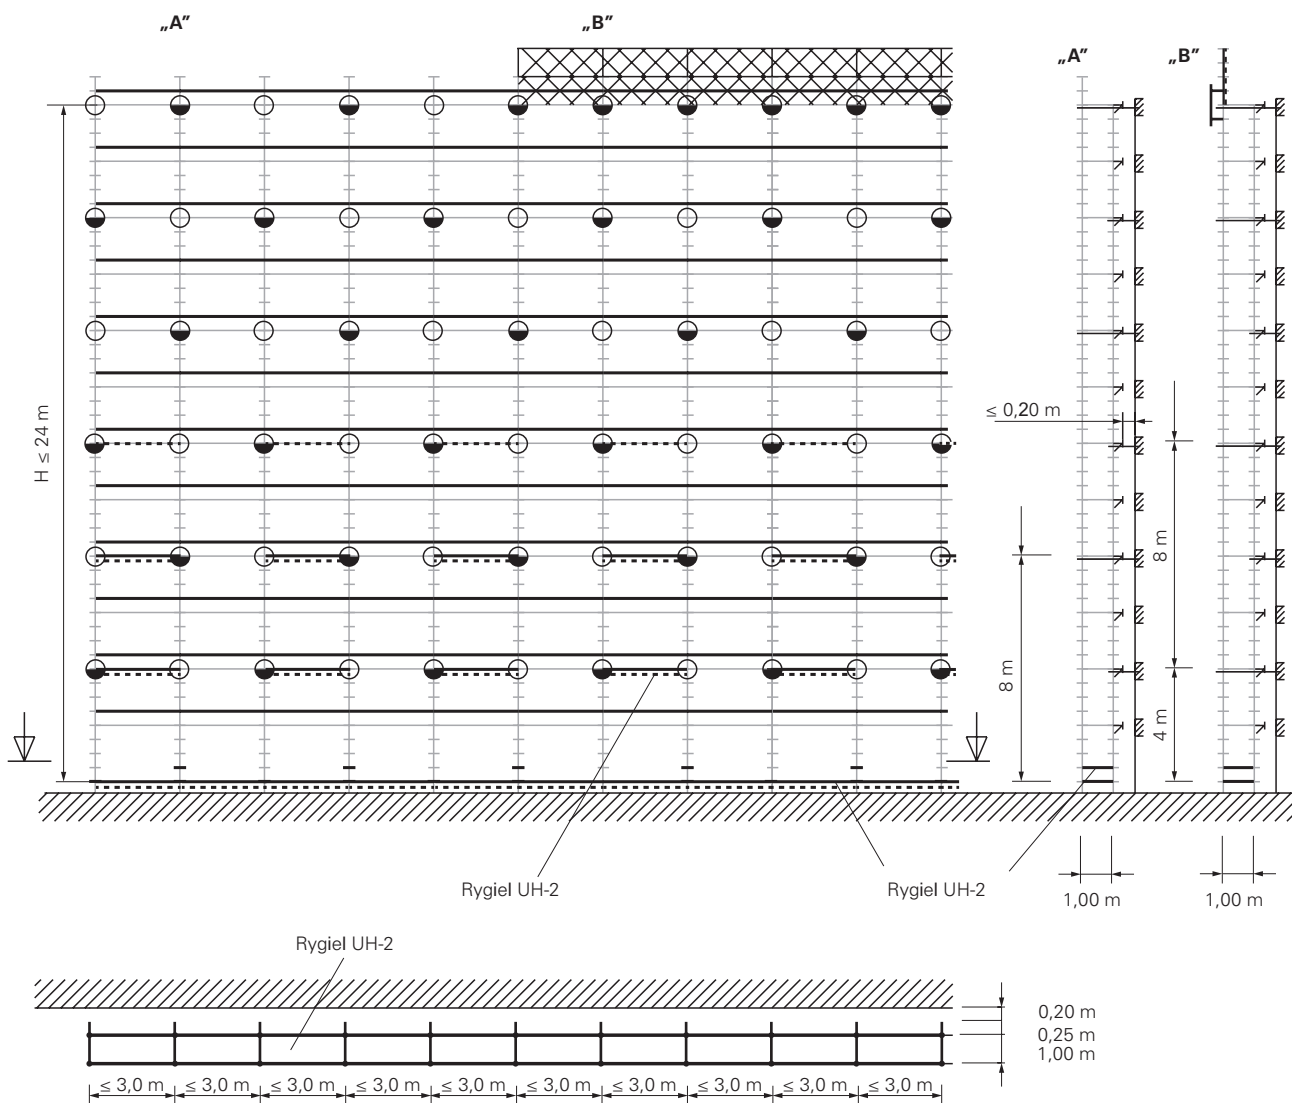 „A”
„B”
„A”
„B”
H ≤ 24 m
≤ 0,20 m
8 m
8 m
4 m
Rygiel UH-2
Rygiel UH-2
1,00 m
1,00 m
Rygiel UH-2
0,20 m
0,25 m
1,00 m
≤ 3,0 m
≤ 3,0 m
≤ 3,0 m
≤ 3,0 m
≤ 3,0 m
≤ 3,0 m
≤ 3,0 m
≤ 3,0 m
≤ 3,0 m
≤ 3,0 m